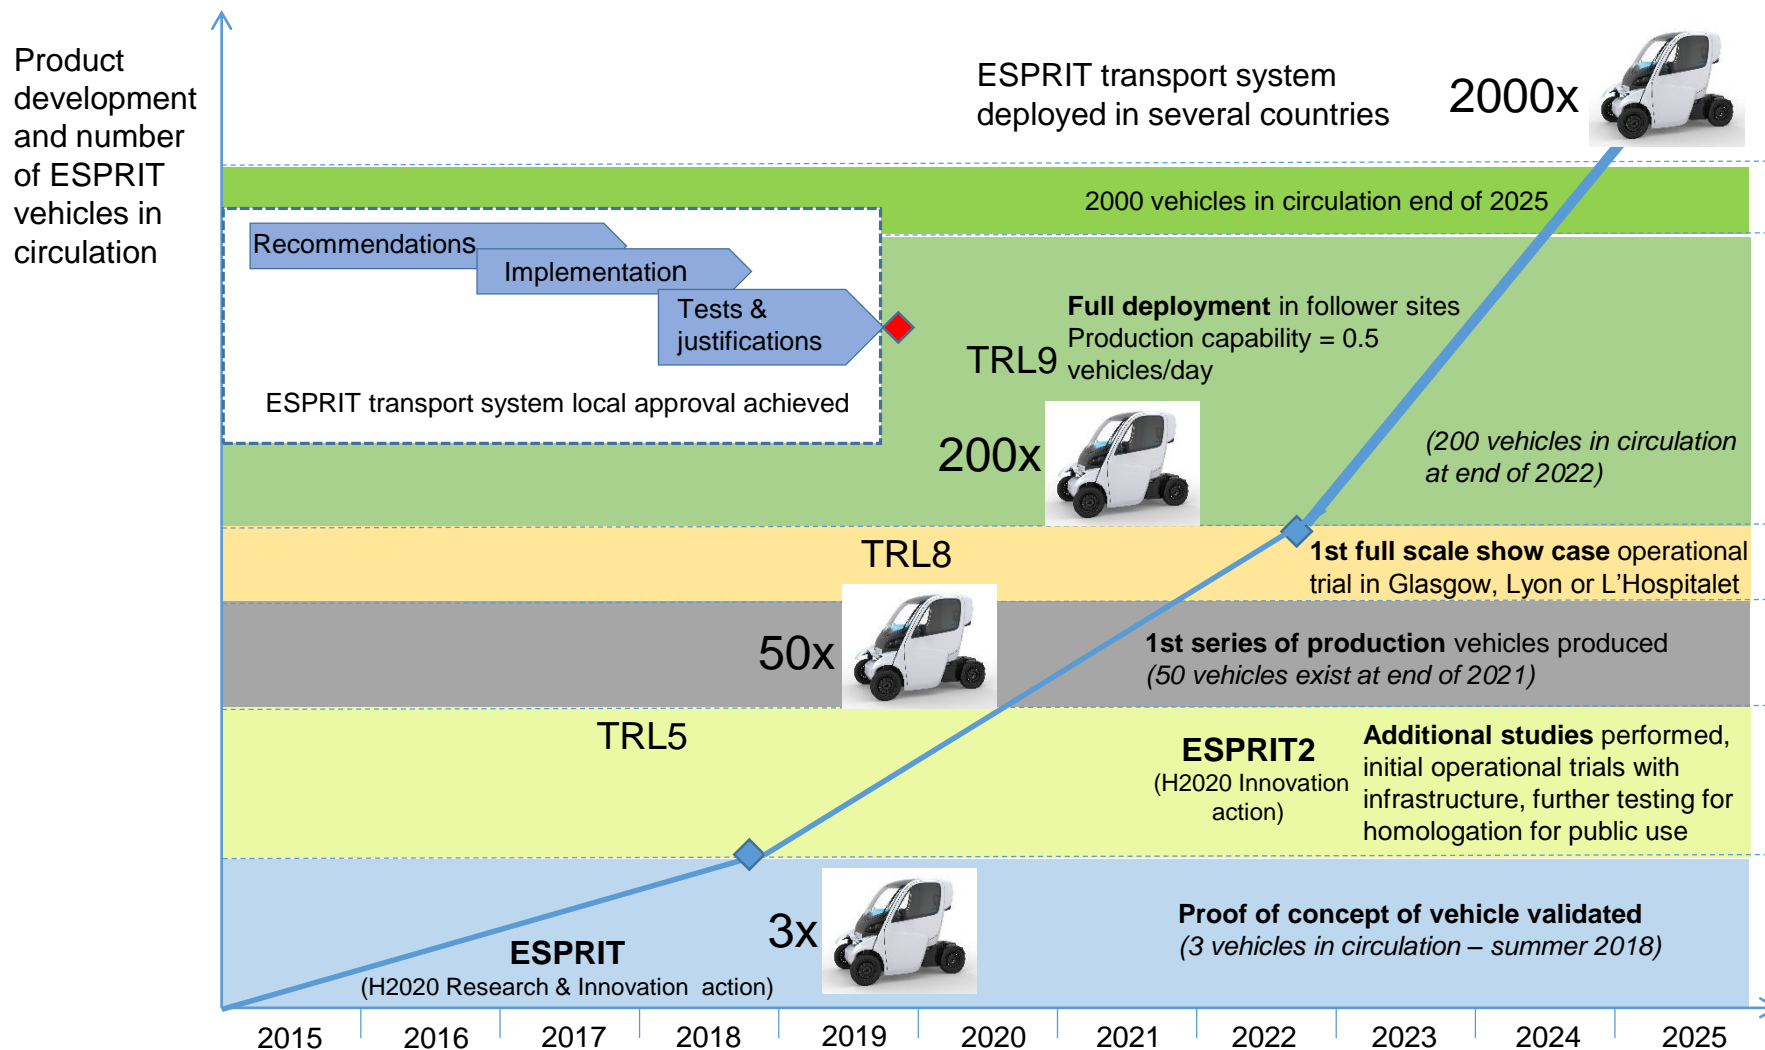 Product
development
and number
of ESPRIT
vehicles in
circulation
ESPRIT transport system
deployed in several countries
2000x
2000 vehicles in circulation end of 2025
Recommendations
Implementation
Tests &
justifications
ESPRIT transport system local approval achieved
TRL9
Full deployment in follower sites
Production capability = 0.5
vehicles/day
200x
(200 vehicles in circulation
at end of 2022)
TRL8
1st full scale show case operational
trial in Glasgow, Lyon or L’Hospitalet
50x
1st series of production vehicles produced
(50 vehicles exist at end of 2021)
TRL5
ESPRIT2
(H2020 Innovation
action)
Additional studies performed,
initial operational trials with
infrastructure, further testing for
homologation for public use
3x
ESPRIT
(H2020 Research & Innovation action)
Proof of concept of vehicle validated
(3 vehicles in circulation – summer 2018)
2015 2016 2017 2018 2019 2020 2021 2022 2023 2024 2025